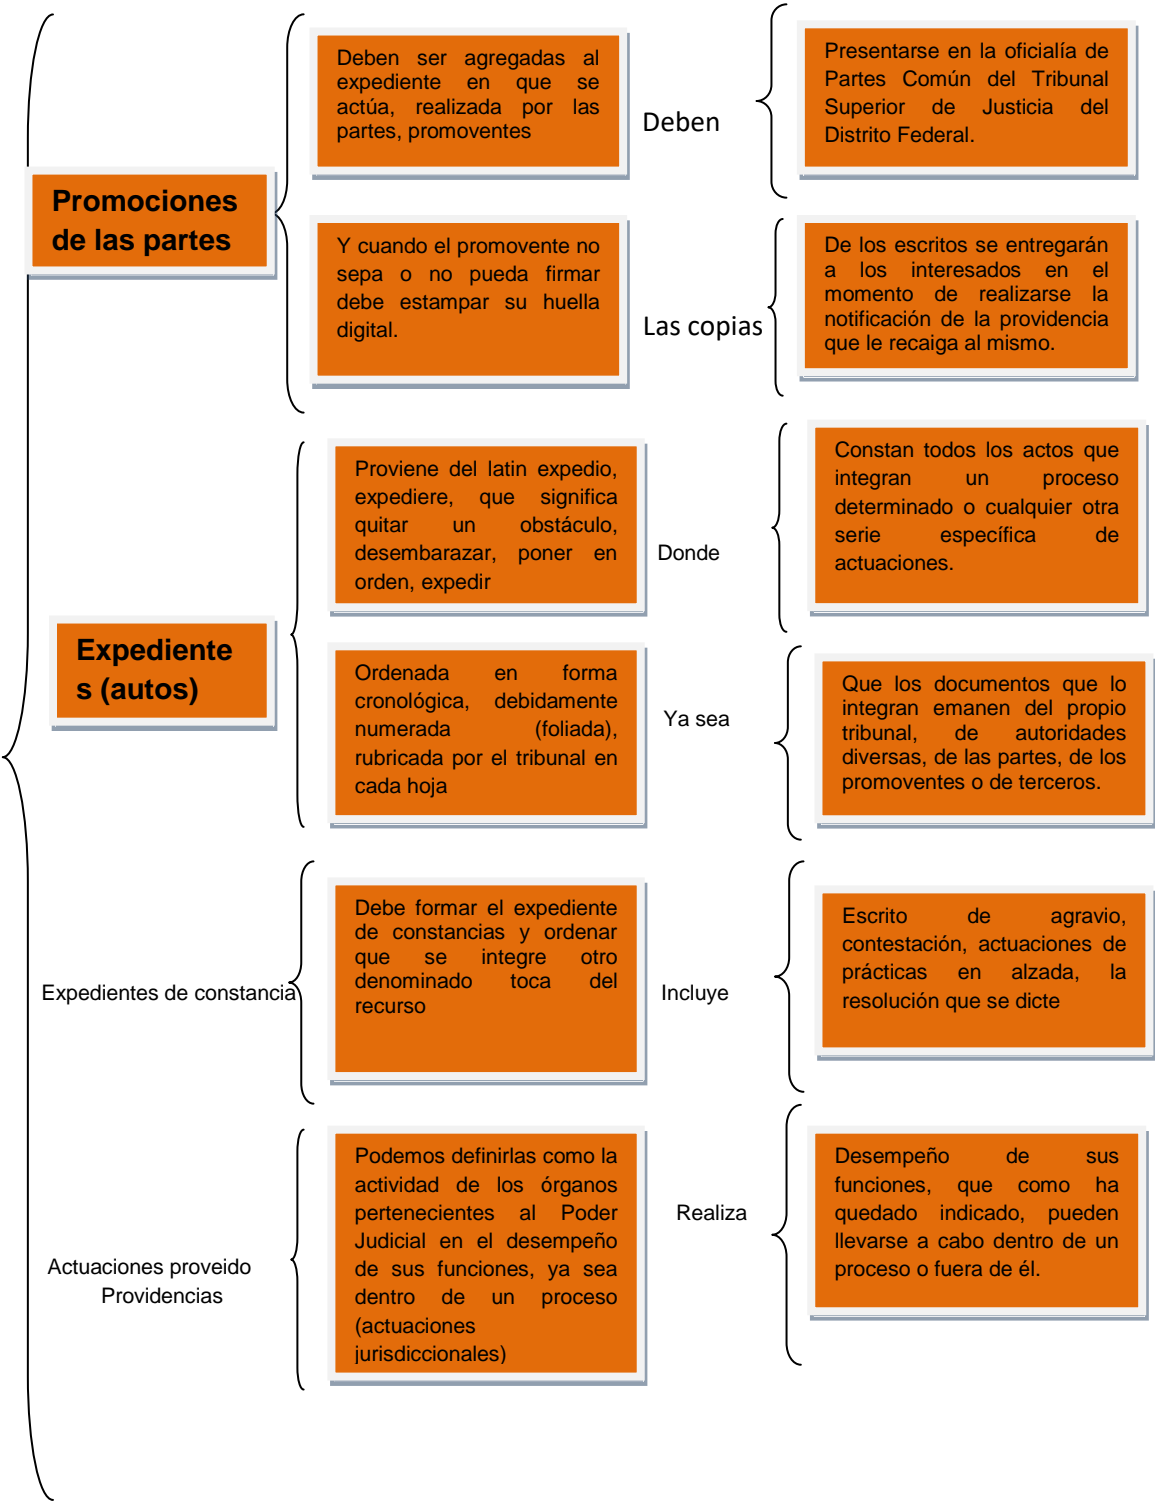 Promociones
de las partes
Deben ser agregadas al
expediente en que se
actúa, realizada por las
partes, promoventes
Deben
Presentarse en la oficialía de
Partes Común del Tribunal
Superior de Justicia del
Distrito Federal.
Y cuando el promovente no
sepa o no pueda firmar
debe estampar su huella
digital.
Las copias
De los escritos se entregarán
a los interesados en el
momento de realizarse la
notificación de la providencia
que le recaiga al mismo.
Expediente
s (autos)
Proviene del latin expedio,
expediere, que significa
quitar un obstáculo,
desembarazar, poner en
orden, expedir
Donde
Constan todos los actos que
integran un proceso
determinado o cualquier otra
serie específica de
actuaciones.
Ordenada en forma
cronológica, debidamente
numerada (foliada),
rubricada por el tribunal en
cada hoja
Ya sea
Que los documentos que lo
integran emanen del propio
tribunal, de autoridades
diversas, de las partes, de los
promoventes o de terceros.
Expedientes de constancia
Debe formar el expediente
de constancias y ordenar
que se integre otro
denominado toca del
recurso
Incluye
Escrito de agravio,
contestación, actuaciones de
prácticas en alzada, la
resolución que se dicte
Actuaciones proveido
Providencias
Podemos definirlas como la
actividad de los órganos
pertenecientes al Poder
Judicial en el desempeño
de sus funciones, ya sea
dentro de un proceso
(actuaciones
jurisdiccionales)
Realiza
Desempeño de sus
funciones, que como ha
quedado indicado, pueden
llevarse a cabo dentro de un
proceso o fuera de él.